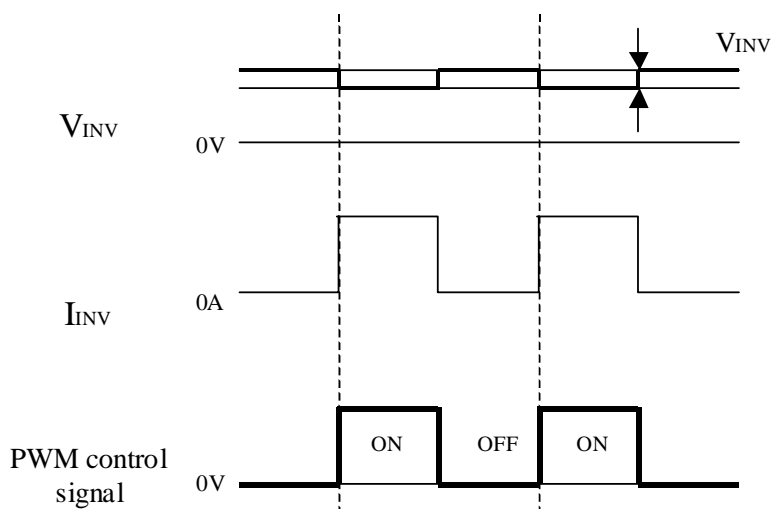 VINV
VINV
0V
0A
IINV
ON
OFF
ON
PWM control
signal
0V